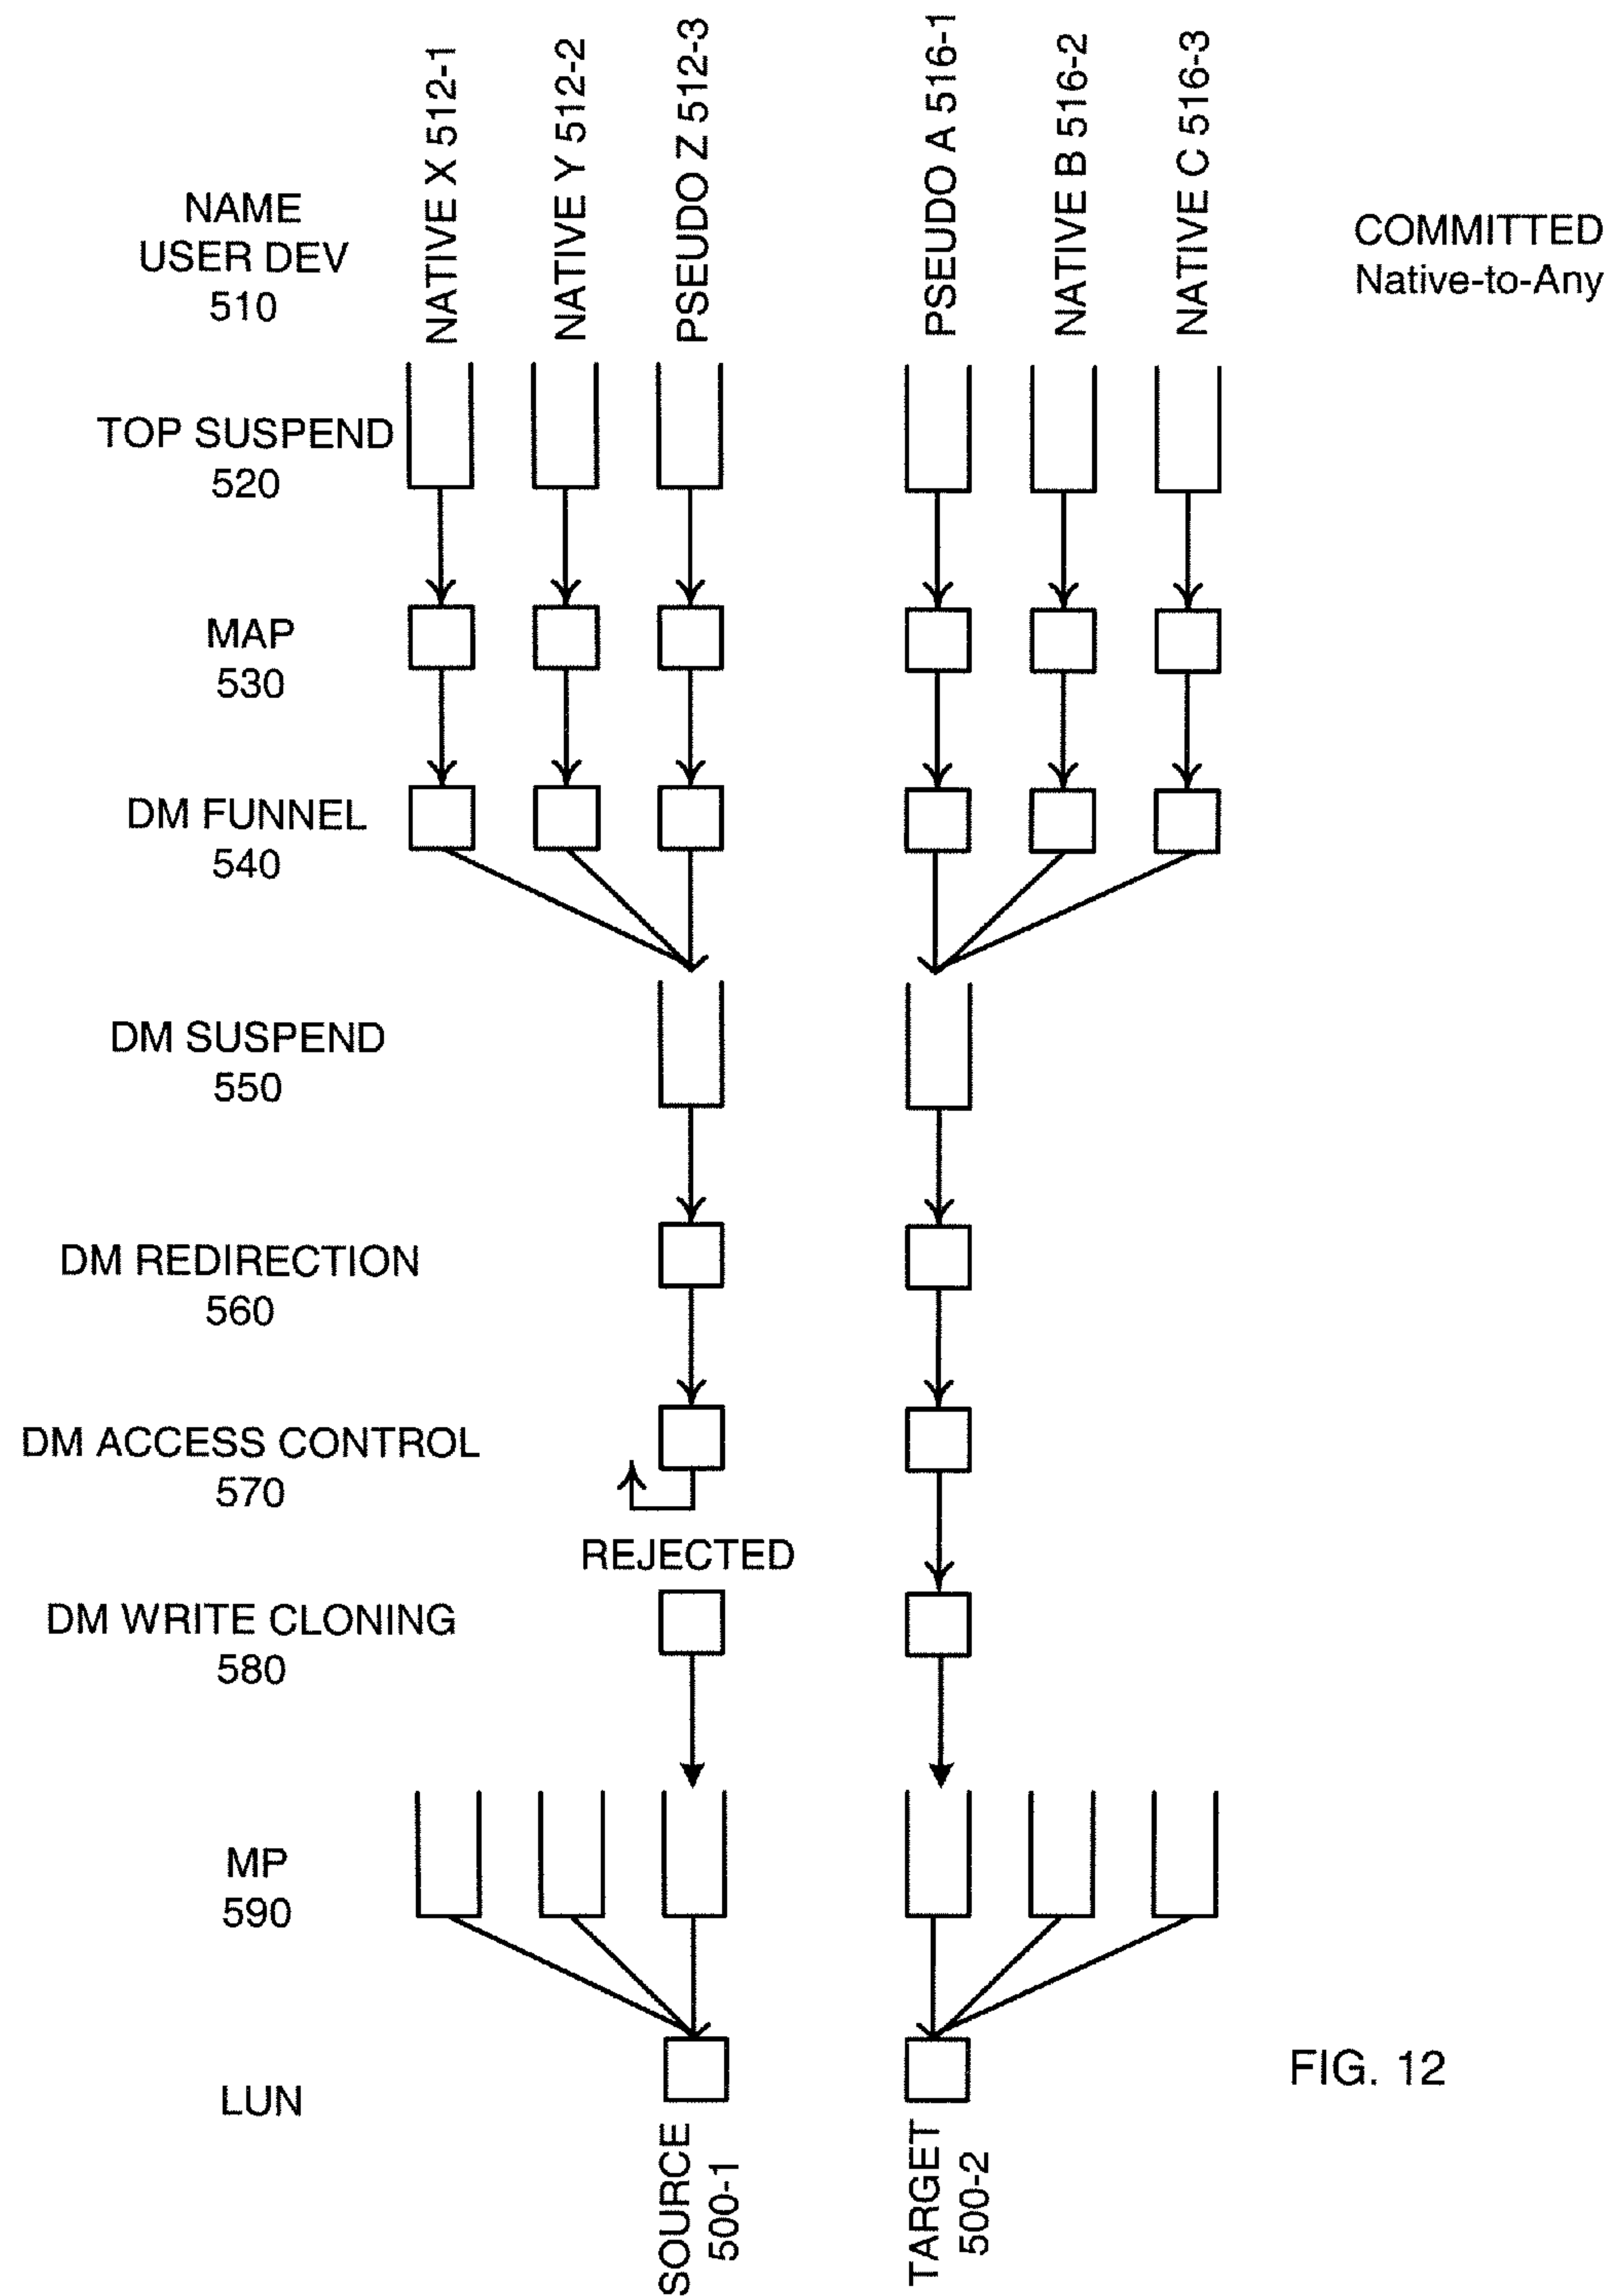 NATIVE X 512-1
NATIVE Y 512-2
PSEUDO Z 512-3
PSEUDO A 516-1
NATIVE B 516-2
NATIVE C 516-3
NAME
USER DEV
510
COMMITTED
Native-to-Any
TOP SUSPEND
520
MAP
530
DM FUNNEL
540
DM SUSPEND
550
DM REDIRECTION
560
DM ACCESS CONTROL
570
REJECTED
DM WRITE CLONING
580
MP
590
LUN
SOURCE
500-1
TARGET
500-2
FIG. 12